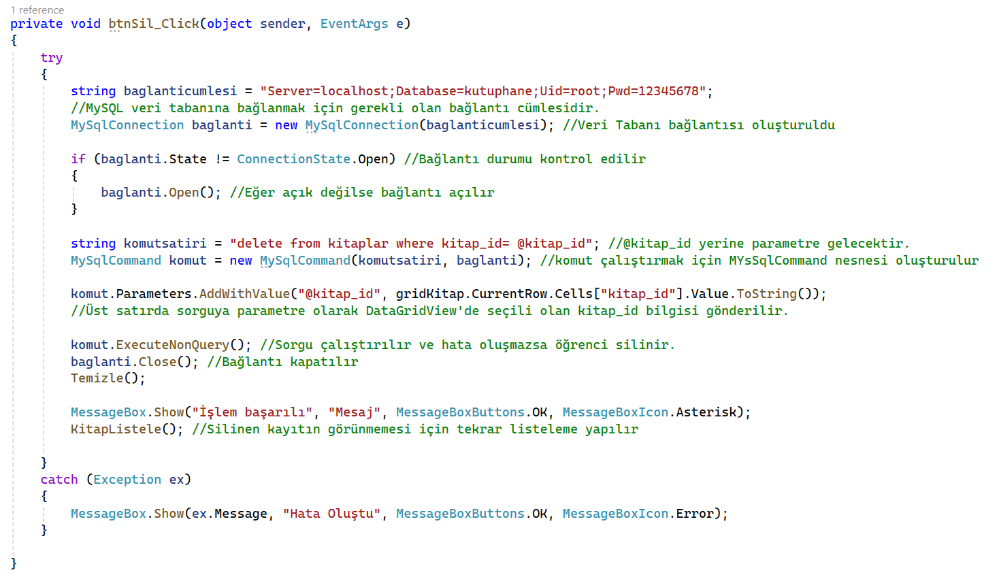 1 reference
private void btnSil_Click(object sender, EventArgs e)
{
try
{
string baglanticumlesi = "Server=localhost;Database=kutuphane;Uid=root;Pwd=12345678";
//MySQL veri tabanına bağlanmak için gerekli olan bağlantı cümlesidir.
MySqlConnection baglanti = new MySqlConnection(baglanticumlesi); //Veri Tabanı bağlantısı oluşturuldu
if (baglanti.State != ConnectionState.Open) //Bağlantı durumu kontrol edilir
{
baglanti.Open(); //Eğer açık değilse bağlantı açılır
}
string komutsatiri = "delete from kitaplar where kitap_id= @kitap_id"; //@kitap_id yerine parametre gelecektir.
MySqlCommand komut = new MySqlCommand(komutsatiri, baglanti); //komut çalıştırmak için MYsSqlCommand nesnesi oluşturulur
komut.Parameters.AddWithValue("@kitap_id", gridKitap.CurrentRow.Cells["kitap_id"].Value.ToString());
//Üst satırda sorguya parametre olarak DataGridView'de seçili olan kitap_id bilgisi gönderilir.
komut.ExecuteNonQuery(); //Sorgu çalıştırılır ve hata oluşmazsa öğrenci silinir.
baglanti.Close(); //Bağlantı kapatılır
Temizle();
MessageBox.Show("İşlem başarılı", "Mesaj", MessageBoxButtons.OK, MessageBoxIcon.Asterisk);
KitapListele(); //Silinen kayıtın görünmemesi için tekrar listeleme yapılır
}
catch (Exception ex)
{
MessageBox.Show(ex.Message, "Hata Oluştu", MessageBoxButtons.OK, MessageBoxIcon.Error);
}
}